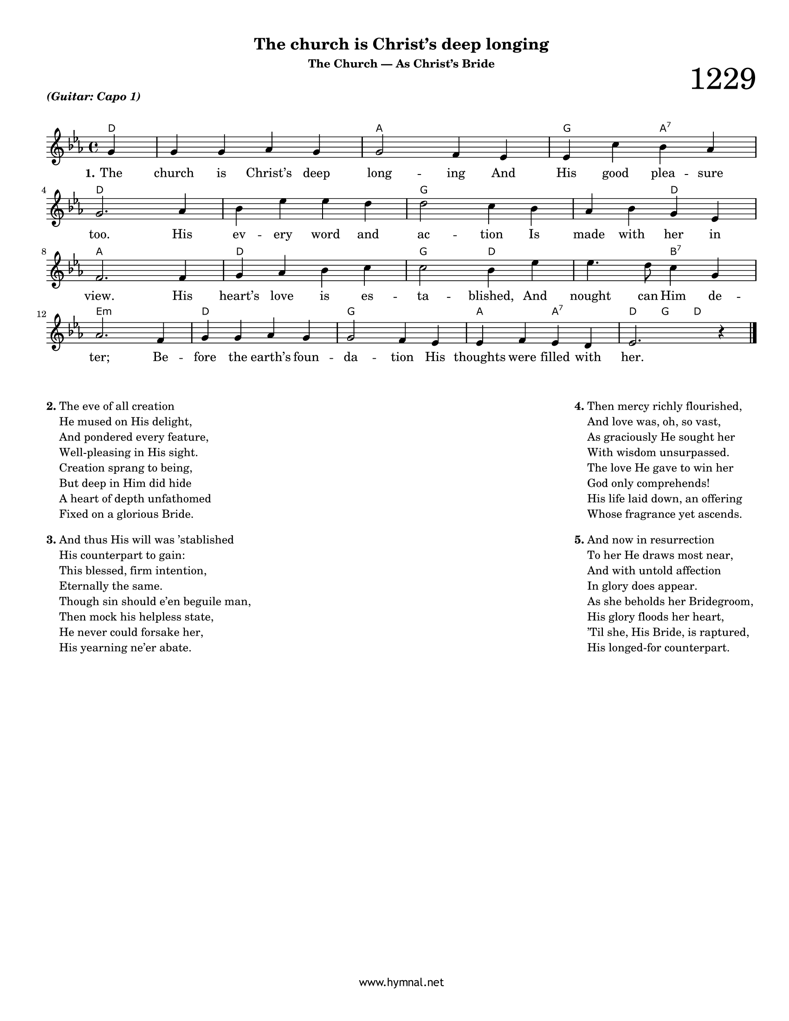 The church is Christ’s deep longing
The Church — As Christ’s Bride
1229
(Guitar: Capo 1)
D A G A7
1. The church is Christ’s deep long - ing And His good plea - sure
4 D G D
too. His ev - ery word and ac - tion Is made with her in
8 A D G D B7
view. His heart’s love is es - ta - blished, And nought can Him de -
12 Em D G A A7 D G D
ter; Be - fore the earth’s foun - da - tion His thoughts were filled with her.
2. The eve of all creation
He mused on His delight,
And pondered every feature,
Well-pleasing in His sight.
Creation sprang to being,
But deep in Him did hide
A heart of depth unfathomed
Fixed on a glorious Bride.
3. And thus His will was ’stablished
His counterpart to gain:
This blessed, firm intention,
Eternally the same.
Though sin should e’en beguile man,
Then mock his helpless state,
He never could forsake her,
His yearning ne’er abate.
4. Then mercy richly flourished,
And love was, oh, so vast,
As graciously He sought her
With wisdom unsurpassed.
The love He gave to win her
God only comprehends!
His life laid down, an offering
Whose fragrance yet ascends.
5. And now in resurrection
To her He draws most near,
And with untold affection
In glory does appear.
As she beholds her Bridegroom,
His glory floods her heart,
’Til she, His Bride, is raptured,
His longed-for counterpart.
www.hymnal.net